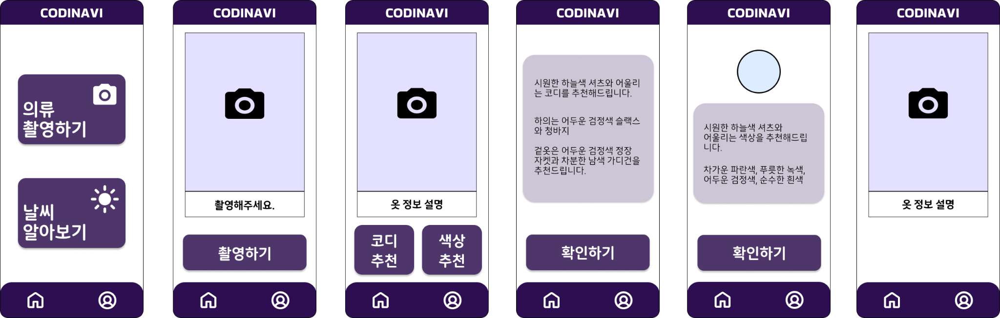 CODINAVI
의류
촬영하기
날씨
알아보기
CODINAVI
촬영해주세요.
촬영하기
CODINAVI
옷 정보 설명
코디
추천
색상
추천
CODINAVI
시원한 하늘색 셔츠와 어울리
는 코디를 추천해드립니다.
하의는 어두운 검정색 슬랙스
와 청바지
겉옷은 어두운 검정색 정장
자켓과 차분한 남색 가디건을
추천드립니다.
확인하기
CODINAVI
시원한 하늘색 셔츠와
어울리는 색상을 추천해드립
니다.
차가운 파란색, 푸릇한 녹색,
어두운 검정색, 순수한 흰색
확인하기
CODINAVI
옷 정보 설명